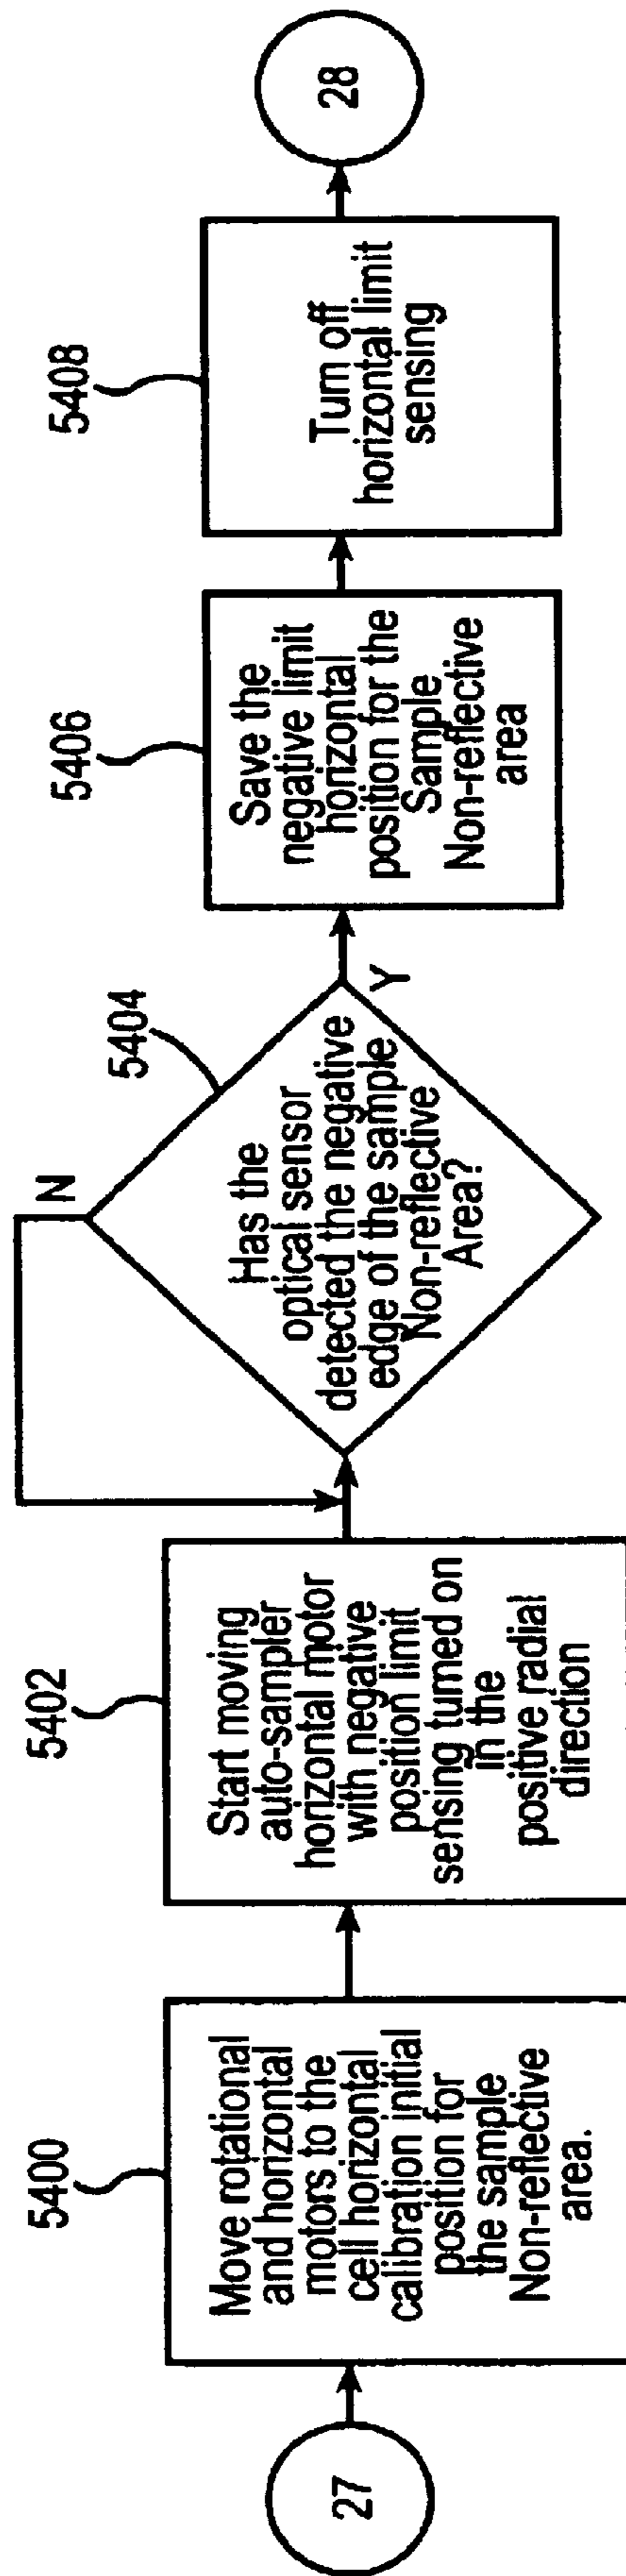 27
5400
Move rotational
and horizontal
motors to the
cell horizontal
calibration initial
position for
the sample
Non-reflective
area.
5402
Start moving
auto-sampler
horizontal motor
with negative
position limit
sensing turned on
in the
positive radial
direction
5404
Has the
optical sensor
detected the negative
edge of the sample
Non-reflective
Area?
N
Y
5406
Save the
negative limit
horizontal
position for the
Sample
Non-reflective
area
5408
Turn off
horizontal limit
sensing
28